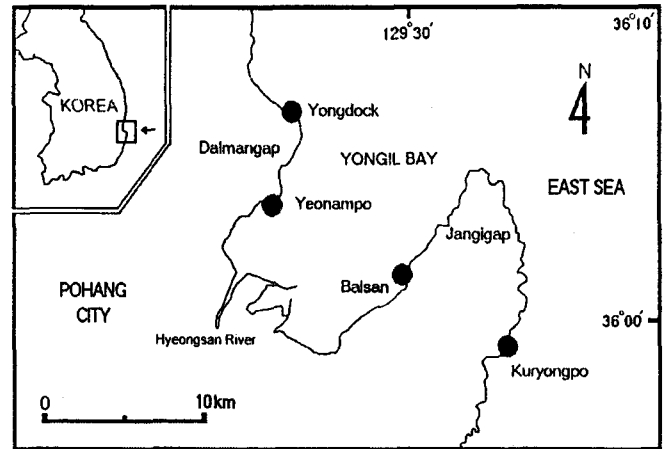 129°30′
36°10′
KOREA
N
Yongdock
Dalmangap
YONGIL BAY
EAST SEA
Yeonampo
Jangigap
Balsan
POHANG
CITY
Hyeongsan River
36°00′
Kuryongpo
0 10km